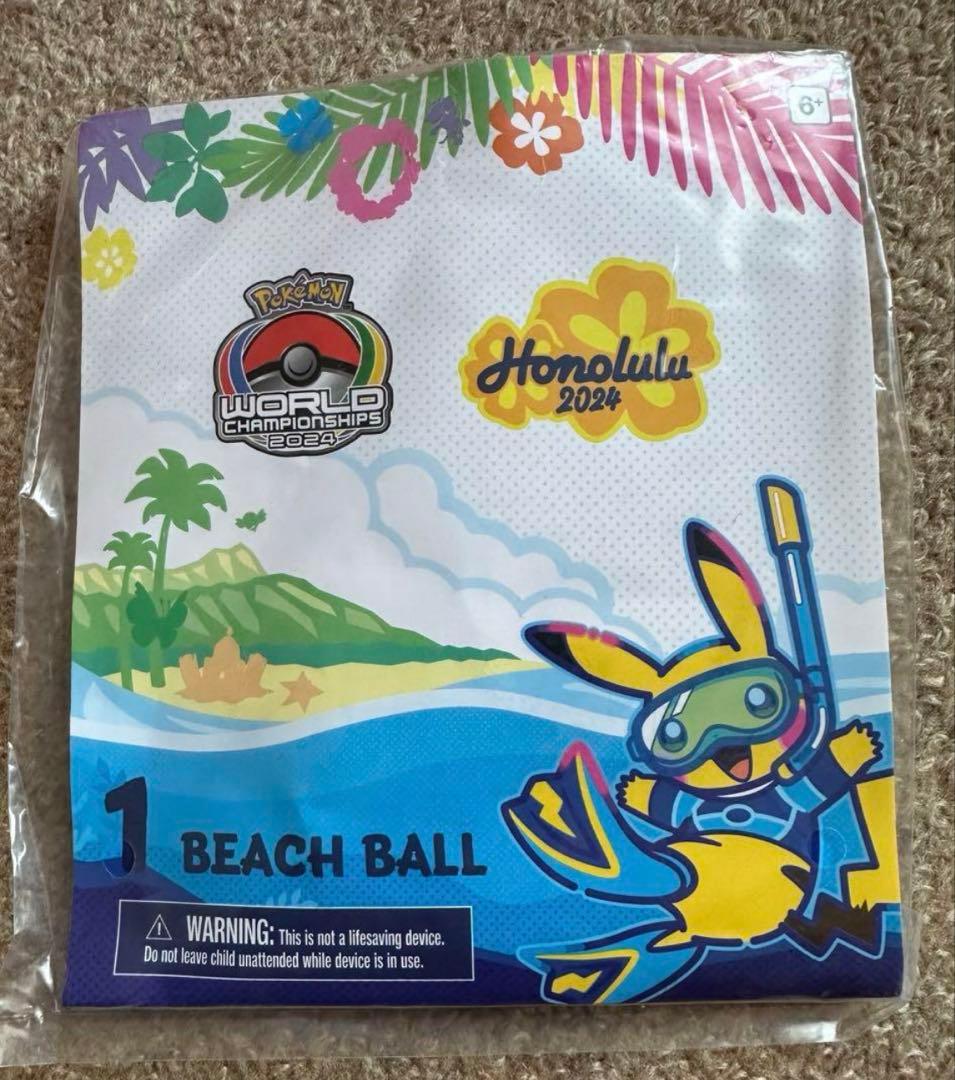 6+
POKéMON
WORLD
CHAMPIONSHIPS
2024
Honolulu
2024
1 BEACH BALL
WARNING: This is not a lifesaving device.
Do not leave child unattended while device is in use.